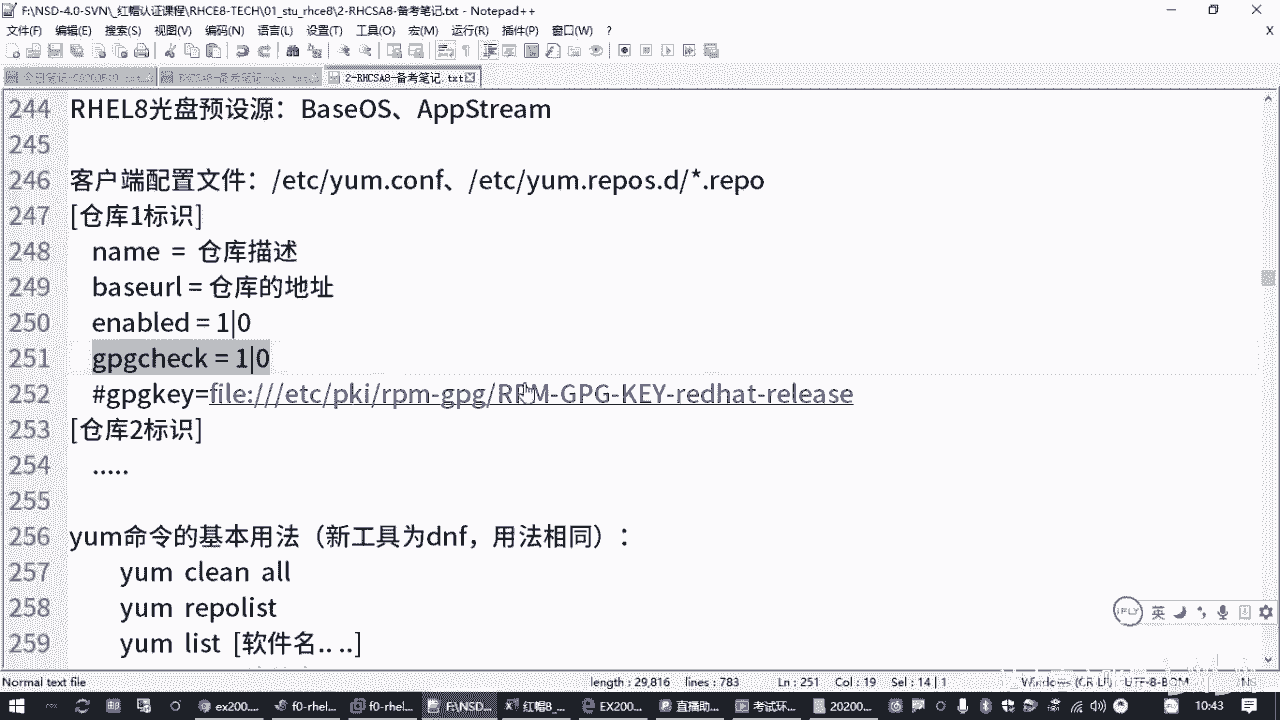 F:\NSD-4.0-SVN\_红帽认证课程\RHCE8-TECH\01_stu_rhce8\2-RHCSA8-备考笔记.txt - Notepad++
文件(F) 编辑(E) 搜索(S) 视图(V) 编码(N) 语言(L) 设置(T) 工具(O) 宏(M) 运行(R) 插件(P) 窗口(W) ? X
2-RHCSA8-备考笔记.txt
244 RHEL8光盘预设源：BaseOS、AppStream
245
246 客户端配置文件：/etc/yum.conf、/etc/yum.repos.d/*.repo
247 [仓库1标识]
248 name = 仓库描述
249 baseurl = 仓库的地址
250 enabled = 1|0
251 gpgcheck = 1|0
252 #gpgkey=file:///etc/pki/rpm-gpg/RPM-GPG-KEY-redhat-release
253 [仓库2标识]
254 .....
255
256 yum命令的基本用法（新工具为dnf，用法相同）：
257 yum clean all
258 yum repolist
259 yum list [软件名.. ..]
iFLY 英
Normal text file length : 29,816 lines : 783 Ln : 251 Col : 19 Sel : 14 | 1 Windows (CR LF) UTF-8-BOM
ex200... f0-rhel... f0-rhel... F:\NSD... 红帽8_... EX200... 直播助... 考试环... 20200... 英 10:43